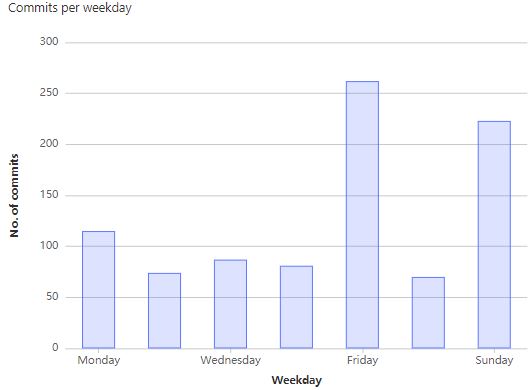 Commits per weekday
300
250
200
150
100
50
0
No. of commits
Monday Wednesday Friday Sunday
Weekday